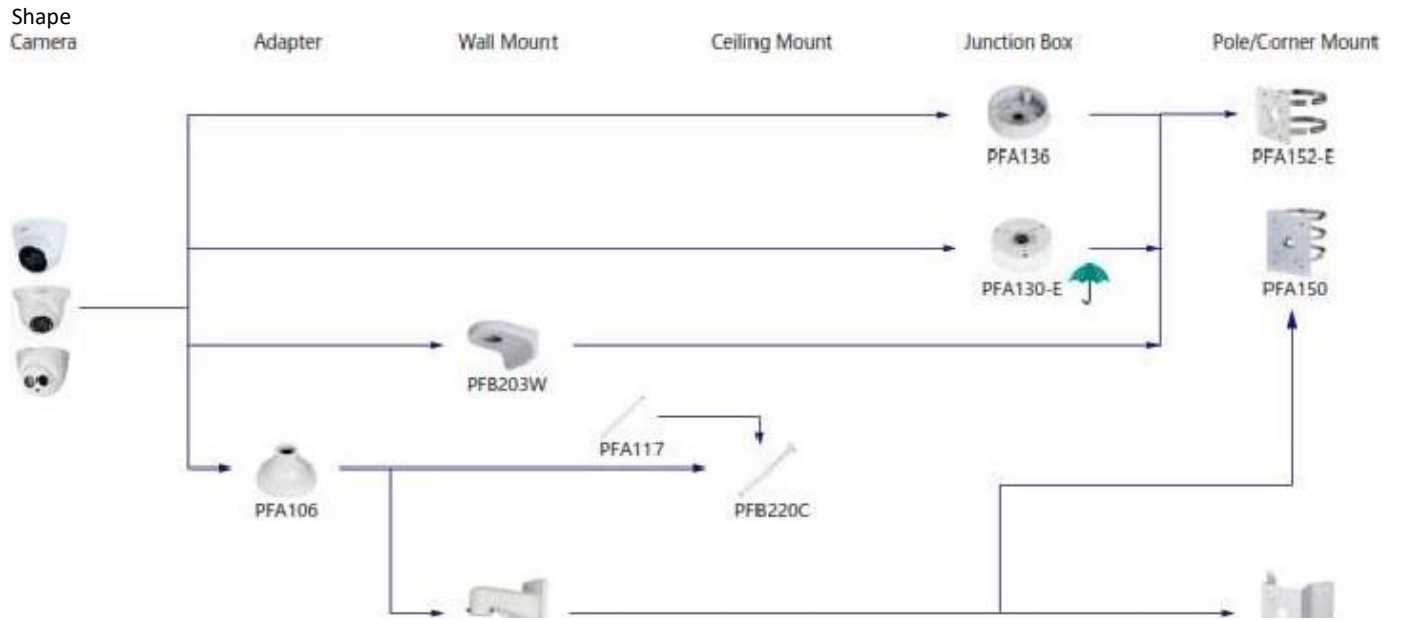 Shape
Camera Adapter Wall Mount Ceiling Mount Junction Box Pole/Corner Mount
PFA136 PFA152-E
PFA130-E PFA150
PFB203W
PFA117
PFA106 PFB220C